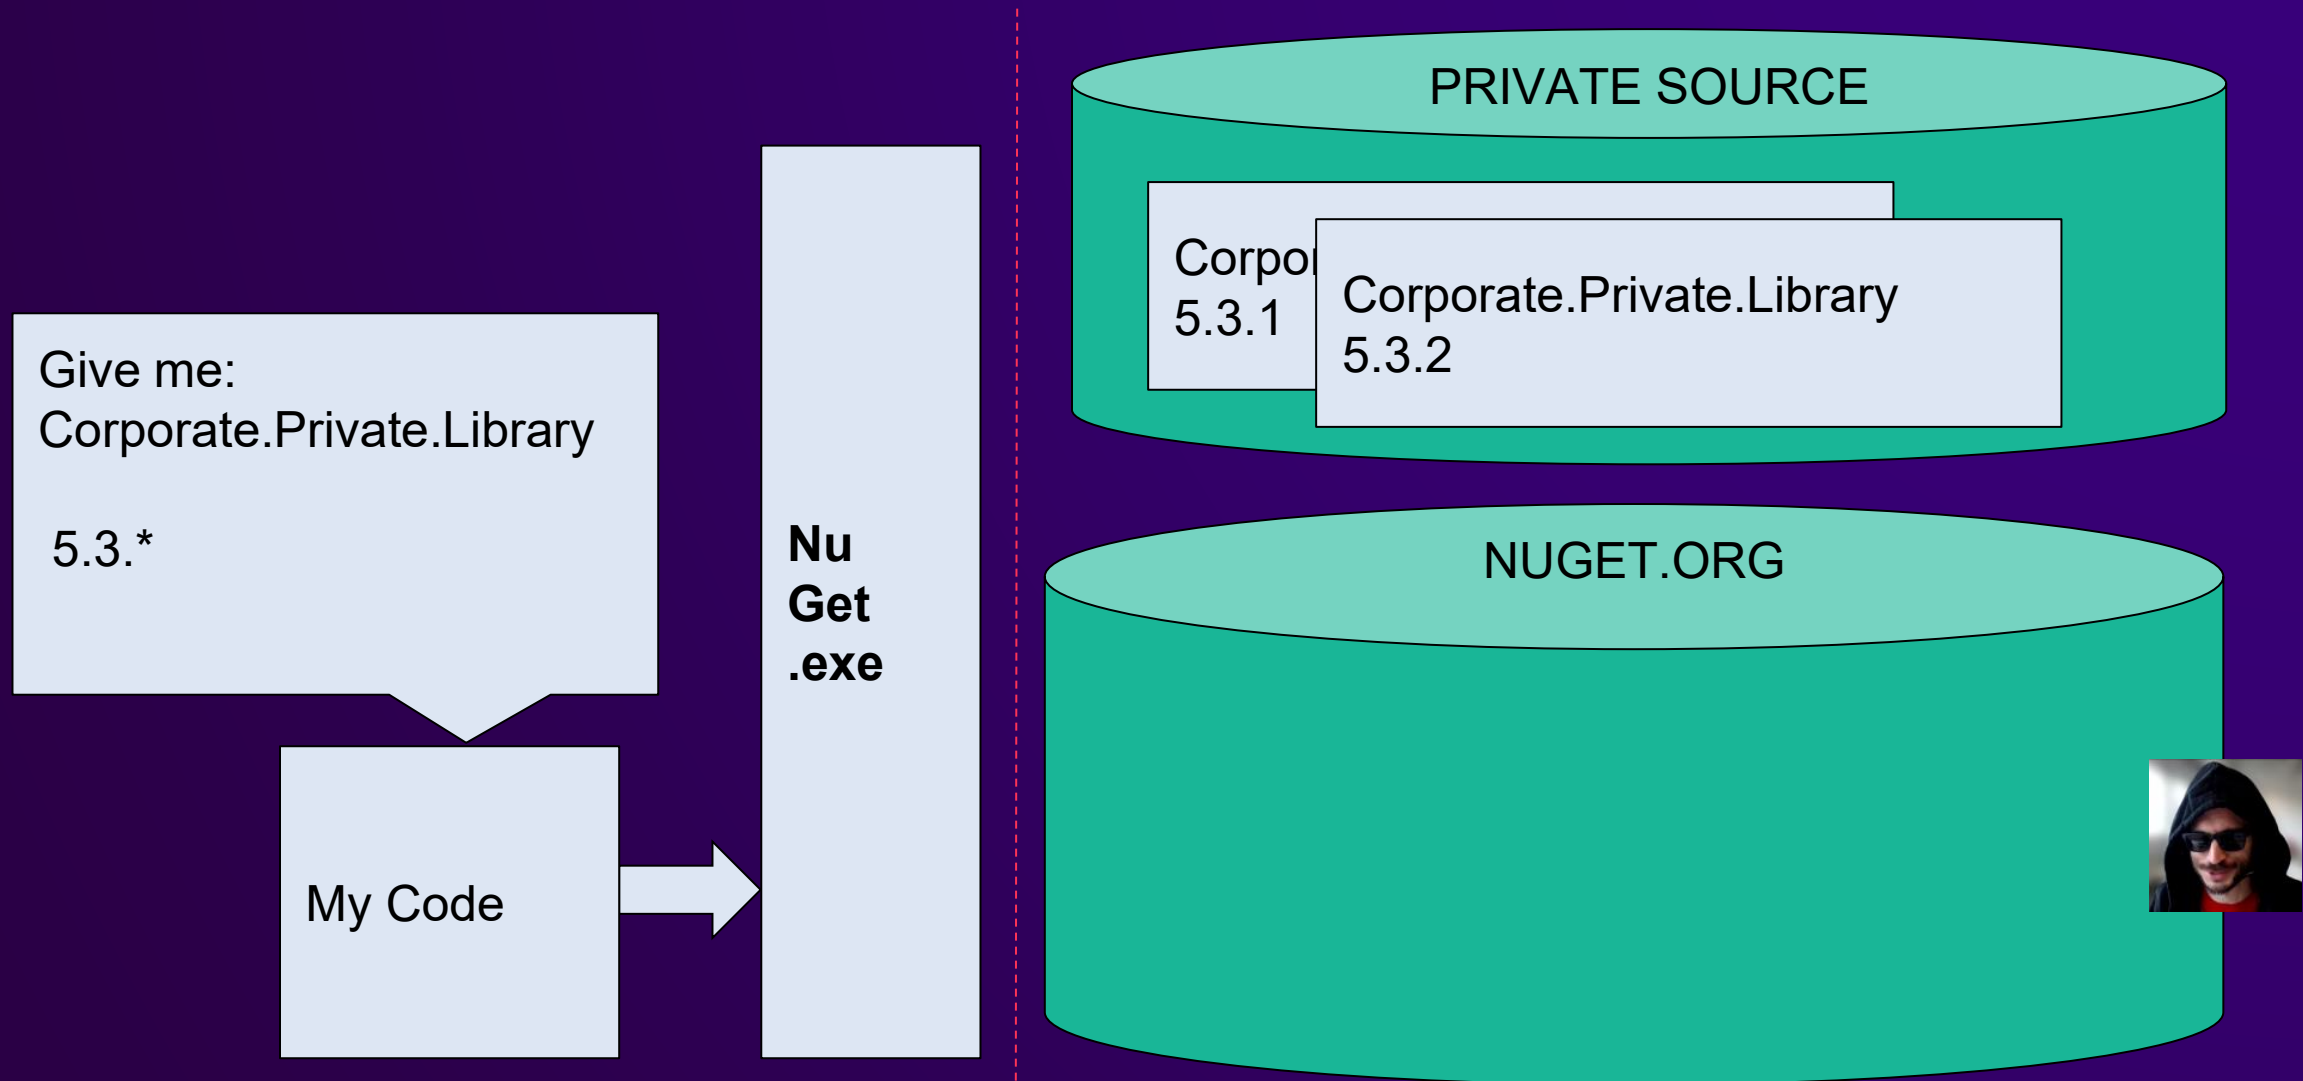 Give me:
Corporate.Private.Library
5.3.*
My Code
Nu
Get
.exe
PRIVATE SOURCE
5.3.1
Corporate.Private.Library
5.3.2
NUGET.ORG